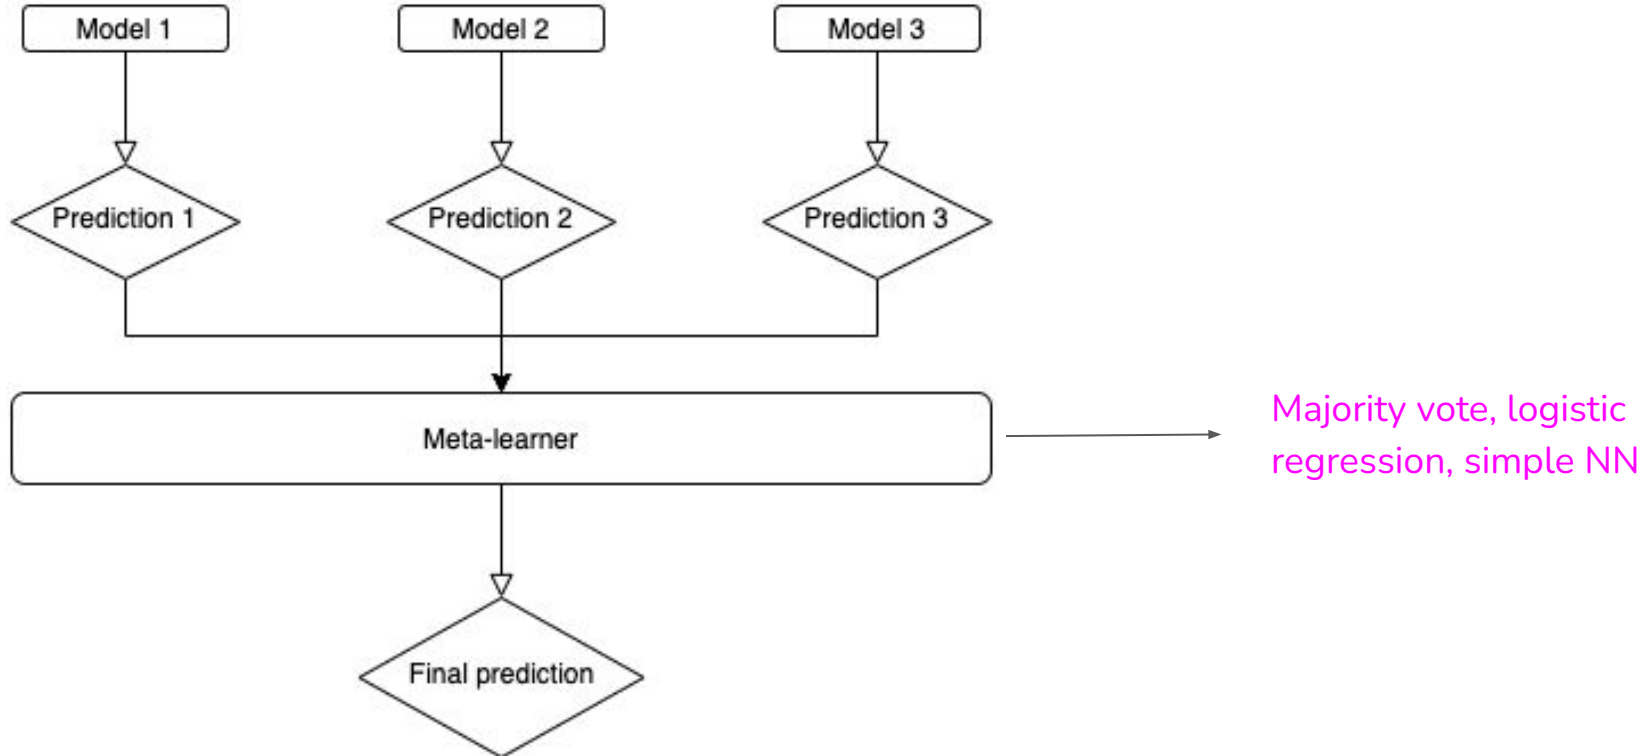 Model 1
Model 2
Model 3
Prediction 1
Prediction 2
Prediction 3
Meta-learner
Majority vote, logistic
regression, simple NN
Final prediction